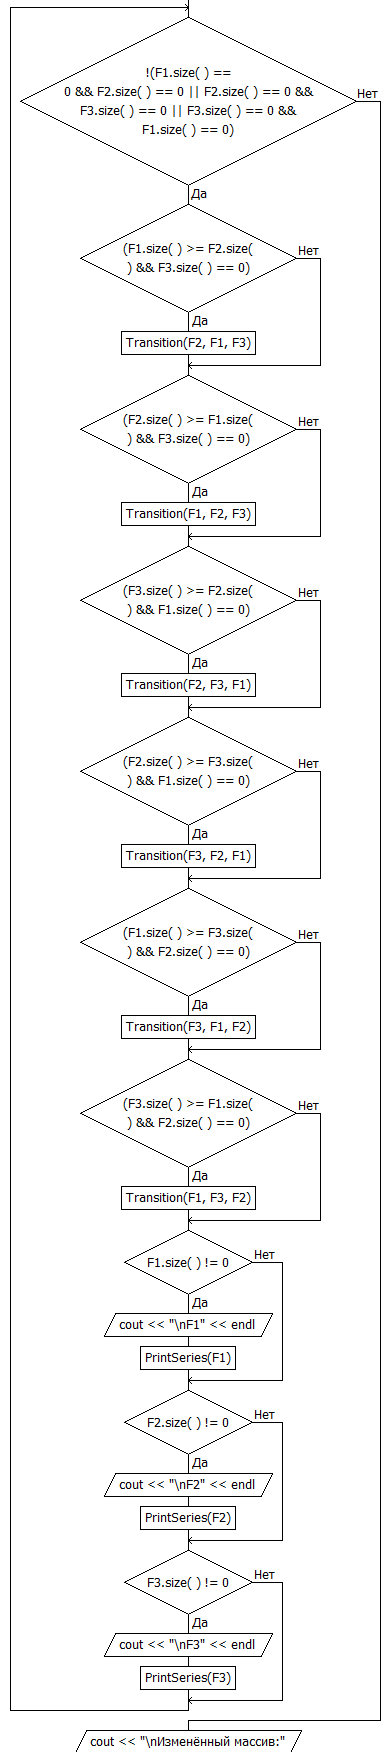 !(F1.size( ) ==
0 && F2.size( ) == 0 || F2.size( ) == 0 &&
F3.size( ) == 0 || F3.size( ) == 0 &&
F1.size( ) == 0)
Нет
Да
(F1.size( ) >= F2.size(
) && F3.size( ) == 0)
Нет
Да
Transition(F2, F1, F3)
(F2.size( ) >= F1.size(
) && F3.size( ) == 0)
Нет
Да
Transition(F1, F2, F3)
(F3.size( ) >= F2.size(
) && F1.size( ) == 0)
Нет
Да
Transition(F2, F3, F1)
(F2.size( ) >= F3.size(
) && F1.size( ) == 0)
Нет
Да
Transition(F3, F2, F1)
(F1.size( ) >= F3.size(
) && F2.size( ) == 0)
Нет
Да
Transition(F3, F1, F2)
(F3.size( ) >= F1.size(
) && F2.size( ) == 0)
Нет
Да
Transition(F1, F3, F2)
F1.size( ) != 0
Нет
Да
cout << "\nF1" << endl
PrintSeries(F1)
F2.size( ) != 0
Нет
Да
cout << "\nF2" << endl
PrintSeries(F2)
F3.size( ) != 0
Нет
Да
cout << "\nF3" << endl
PrintSeries(F3)
cout << "\nИзменённый массив:"